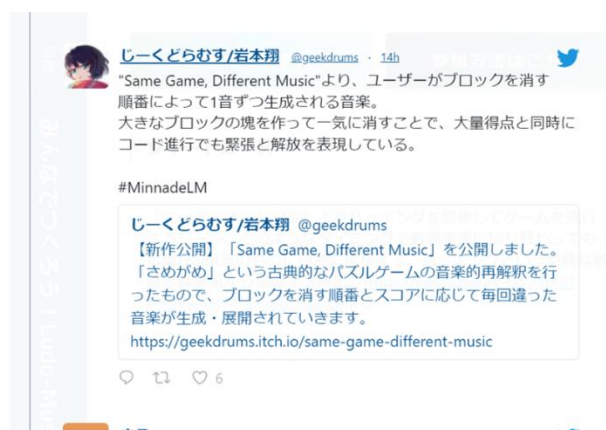 じーくどらむす/岩本翔 @geekdrums · 14h
"Same Game, Different Music"より、ユーザーがブロックを消す
順番によって1音ずつ生成される音楽。
大きなブロックの塊を作って一気に消すことで、大量得点と同時に
コード進行でも緊張と解放を表現している。
#MinnadeLM
じーくどらむす/岩本翔 @geekdrums
【新作公開】「Same Game, Different Music」を公開しました。
「さめがめ」という古典的なパズルゲームの音楽的再解釈を行
ったもので、ブロックを消す順番とスコアに応じて毎回違った
音楽が生成・展開されていきます。
https://geekdrums.itch.io/same-game-different-music
6
みんなでつくろう！Ludo-Mus